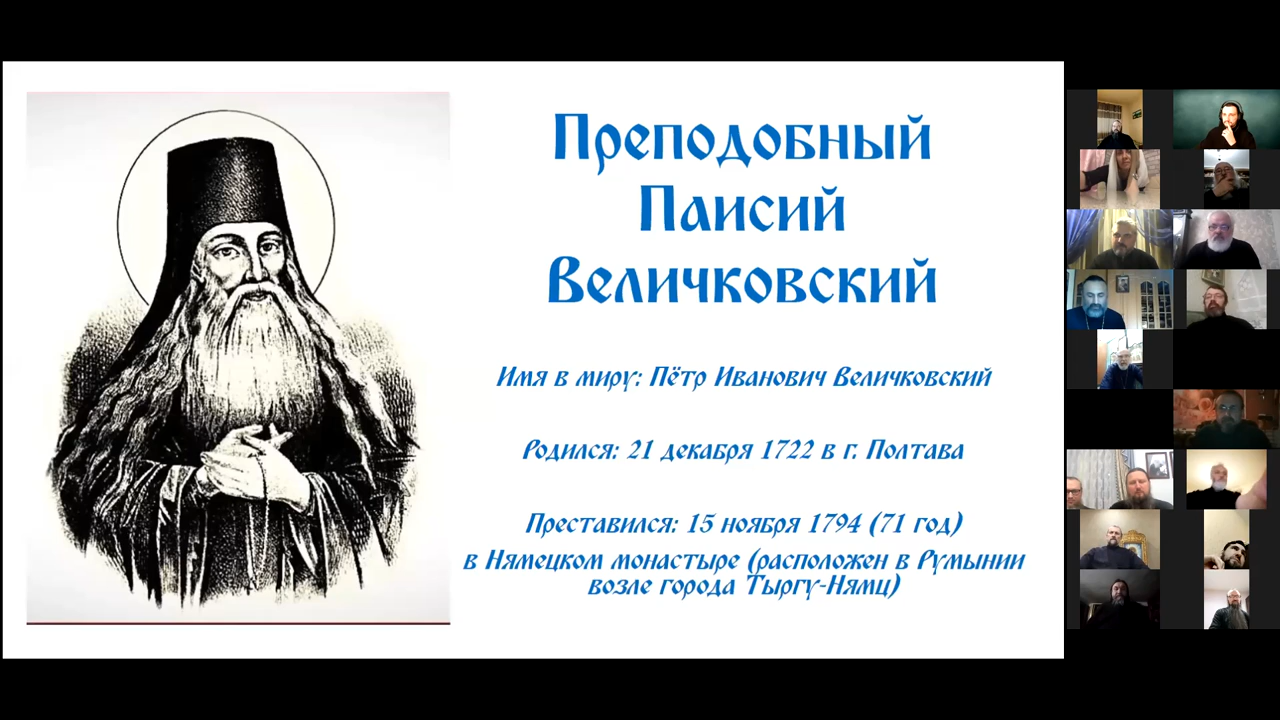 Преподобный
Паисий
Величковский
Имя в миру: Пётр Иванович Величковский
Родился: 21 декабря 1722 в г. Полтава
Преставился: 15 ноября 1794 (71 год)
в Нямецком монастыре (расположен в Румынии
возле города Тыргу-Нямц)